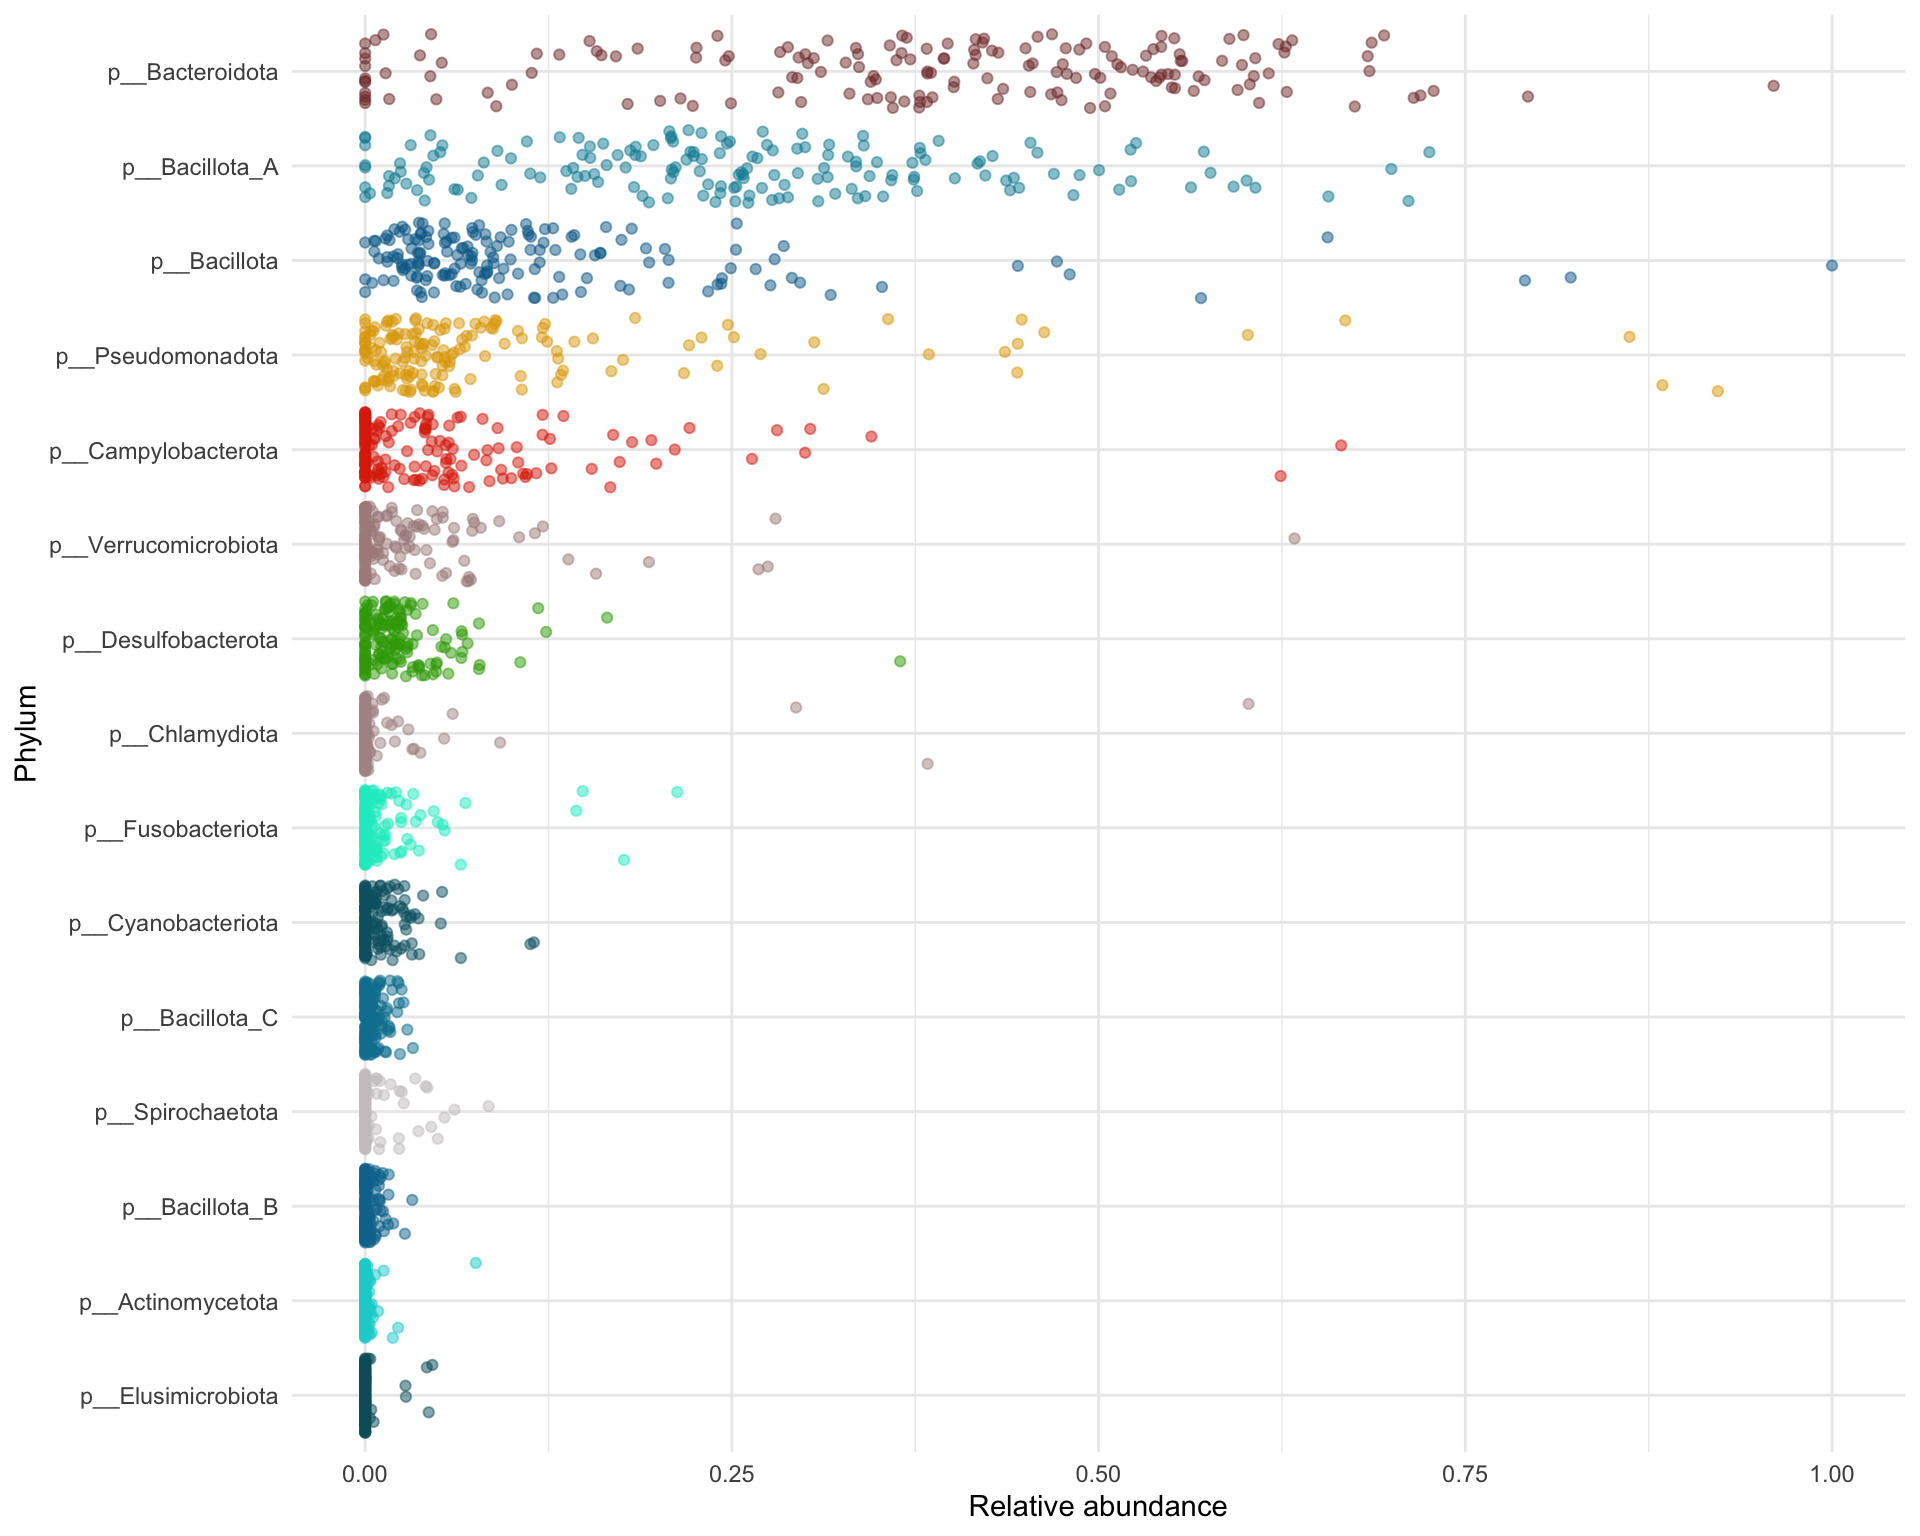 p__Bacteroidota
p__Bacillota_A
p__Bacillota
p__Pseudomonadota
p__Campylobacterota
p__Verrucomicrobiota
p__Desulfobacterota
p__Chlamydiota
p__Fusobacteriota
p__Cyanobacteriota
p__Bacillota_C
p__Spirochaetota
p__Bacillota_B
p__Actinomycetota
p__Elusimicrobiota
Phylum
0.00 0.25 0.50 0.75 1.00
Relative abundance